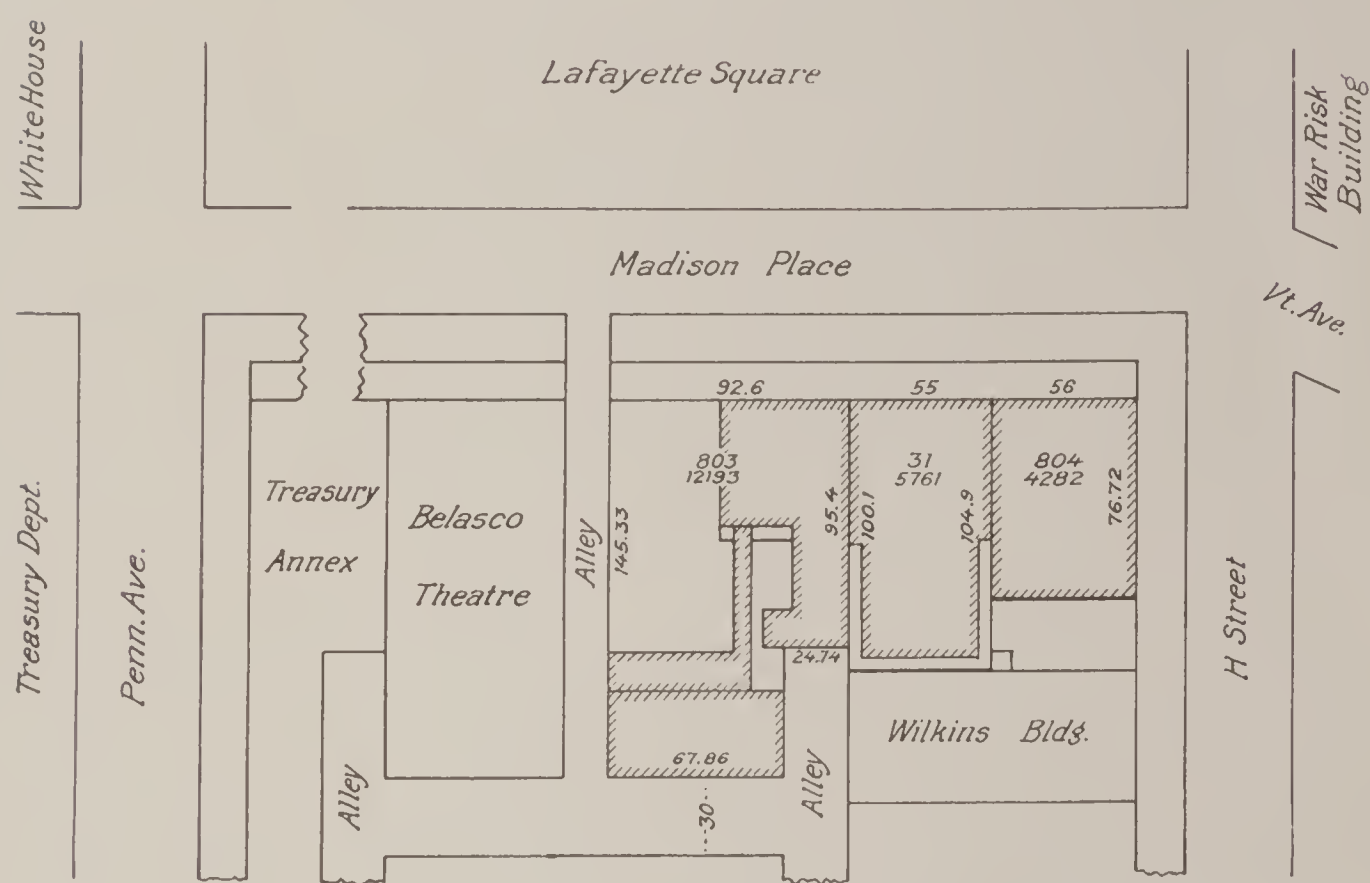 White House
Lafayette Square
War Risk
Building
Madison Place
Vt. Ave.
92.6
55
56
803
12193
31
5761
804
4282
Treasury Dept.
Penn. Ave.
Treasury
Annex
Belasco
Theatre
Alley
145.33
95.4
100.1
104.9
76.72
H Street
24.74
Wilkins Bldg.
67.86
Alley
30
Alley